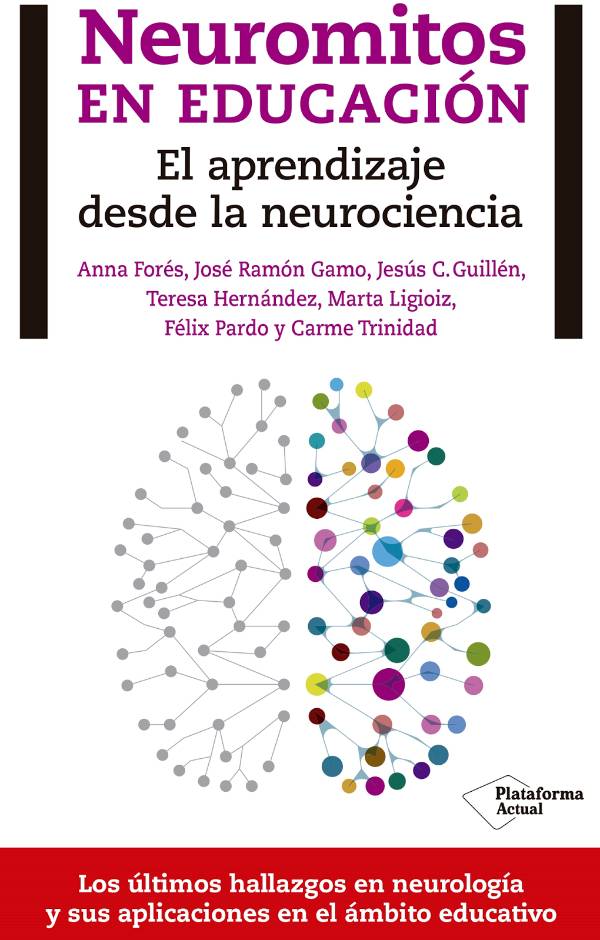 Neuromitos
EN EDUCACIÓN
El aprendizaje
desde la neurociencia
Anna Forés, José Ramón Gamo, Jesús C. Guillén,
Teresa Hernández, Marta Ligioiz,
Félix Pardo y Carme Trinidad
Plataforma
Actual
Los últimos hallazgos en neurología
y sus aplicaciones en el ámbito educativo